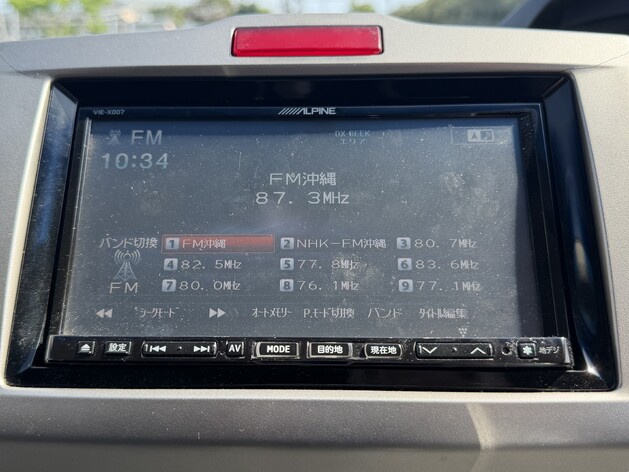 VIE-X007
ALPINE
FM
DX・SEEK
エリア
10:34
FM沖縄
87.3MHz
バンド切換
1 FM沖縄
2 NHK-FM沖縄
3 80.7MHz
4 82.5MHz
5 77.8MHz
6 83.6MHz
FM
7 80.0MHz
8 76.1MHz
9 77.1MHz
シークモード
オートメモリー
P.モード切換
バンド
タイトル編集
設定
AV
MODE
目的地
現在地
地デジ